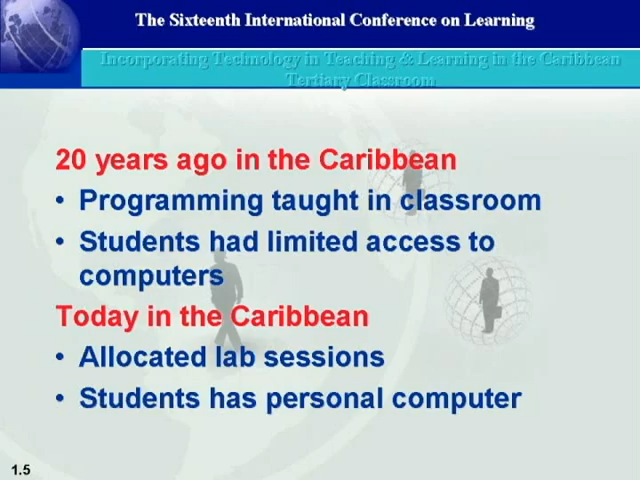 The Sixteenth International Conference on Learning
Incorporating Technology in Teaching & Learning in the Caribbean
Tertiary Classroom
20 years ago in the Caribbean
• Programming taught in classroom
• Students had limited access to
computers
Today in the Caribbean
• Allocated lab sessions
• Students has personal computer
1.5